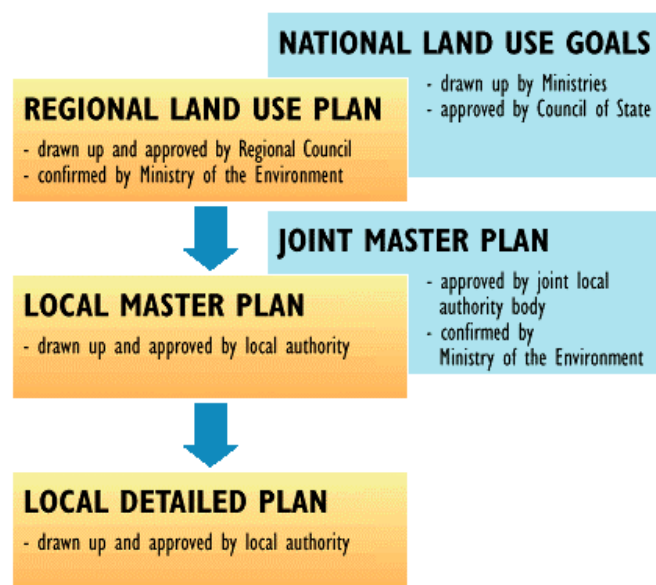 NATIONAL LAND USE GOALS
- drawn up by Ministries
- approved by Council of State
REGIONAL LAND USE PLAN
- drawn up and approved by Regional Council
- confirmed by Ministry of the Environment
JOINT MASTER PLAN
- approved by joint local
authority body
- confirmed by
Ministry of the Environment
LOCAL MASTER PLAN
- drawn up and approved by local authority
LOCAL DETAILED PLAN
- drawn up and approved by local authority